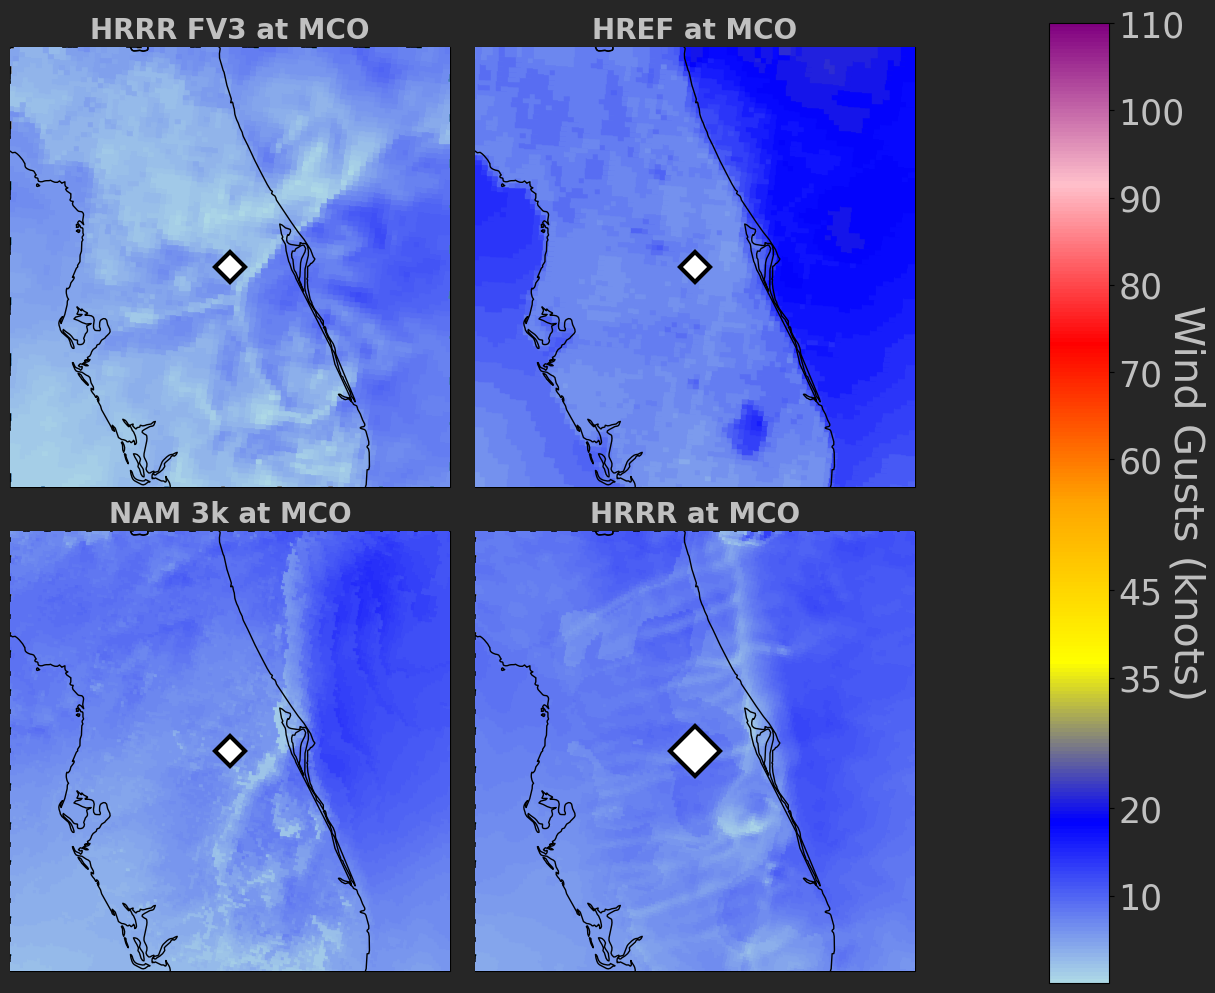 HRRR FV3 at MCO
HREF at MCO
NAM 3k at MCO
HRRR at MCO
110
100
90
80
70
60
45
35
20
10
Wind Gusts (knots)